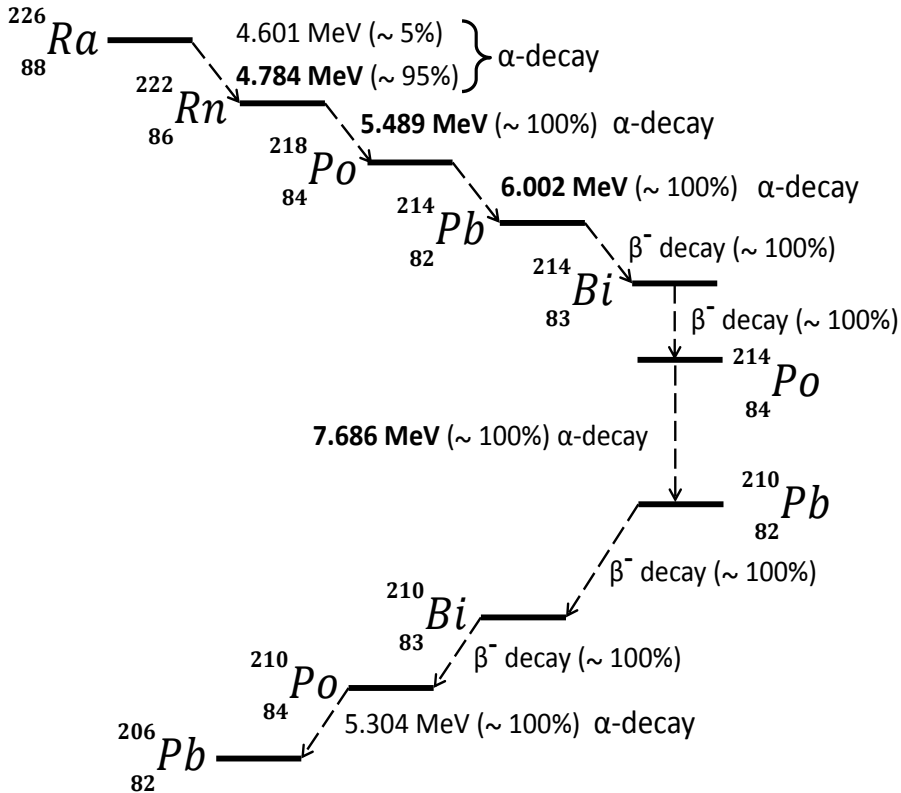 226
88 Ra
4.601 MeV (~ 5%)
4.784 MeV (~ 95%)
α-decay
222
86 Rn
5.489 MeV (~ 100%) α-decay
218
84 Po
6.002 MeV (~ 100%) α-decay
214
82 Pb
β⁻ decay (~ 100%)
214
83 Bi
β⁻ decay (~ 100%)
214
84 Po
7.686 MeV (~ 100%) α-decay
210
82 Pb
β⁻ decay (~ 100%)
210
83 Bi
β⁻ decay (~ 100%)
210
84 Po
5.304 MeV (~ 100%) α-decay
206
82 Pb